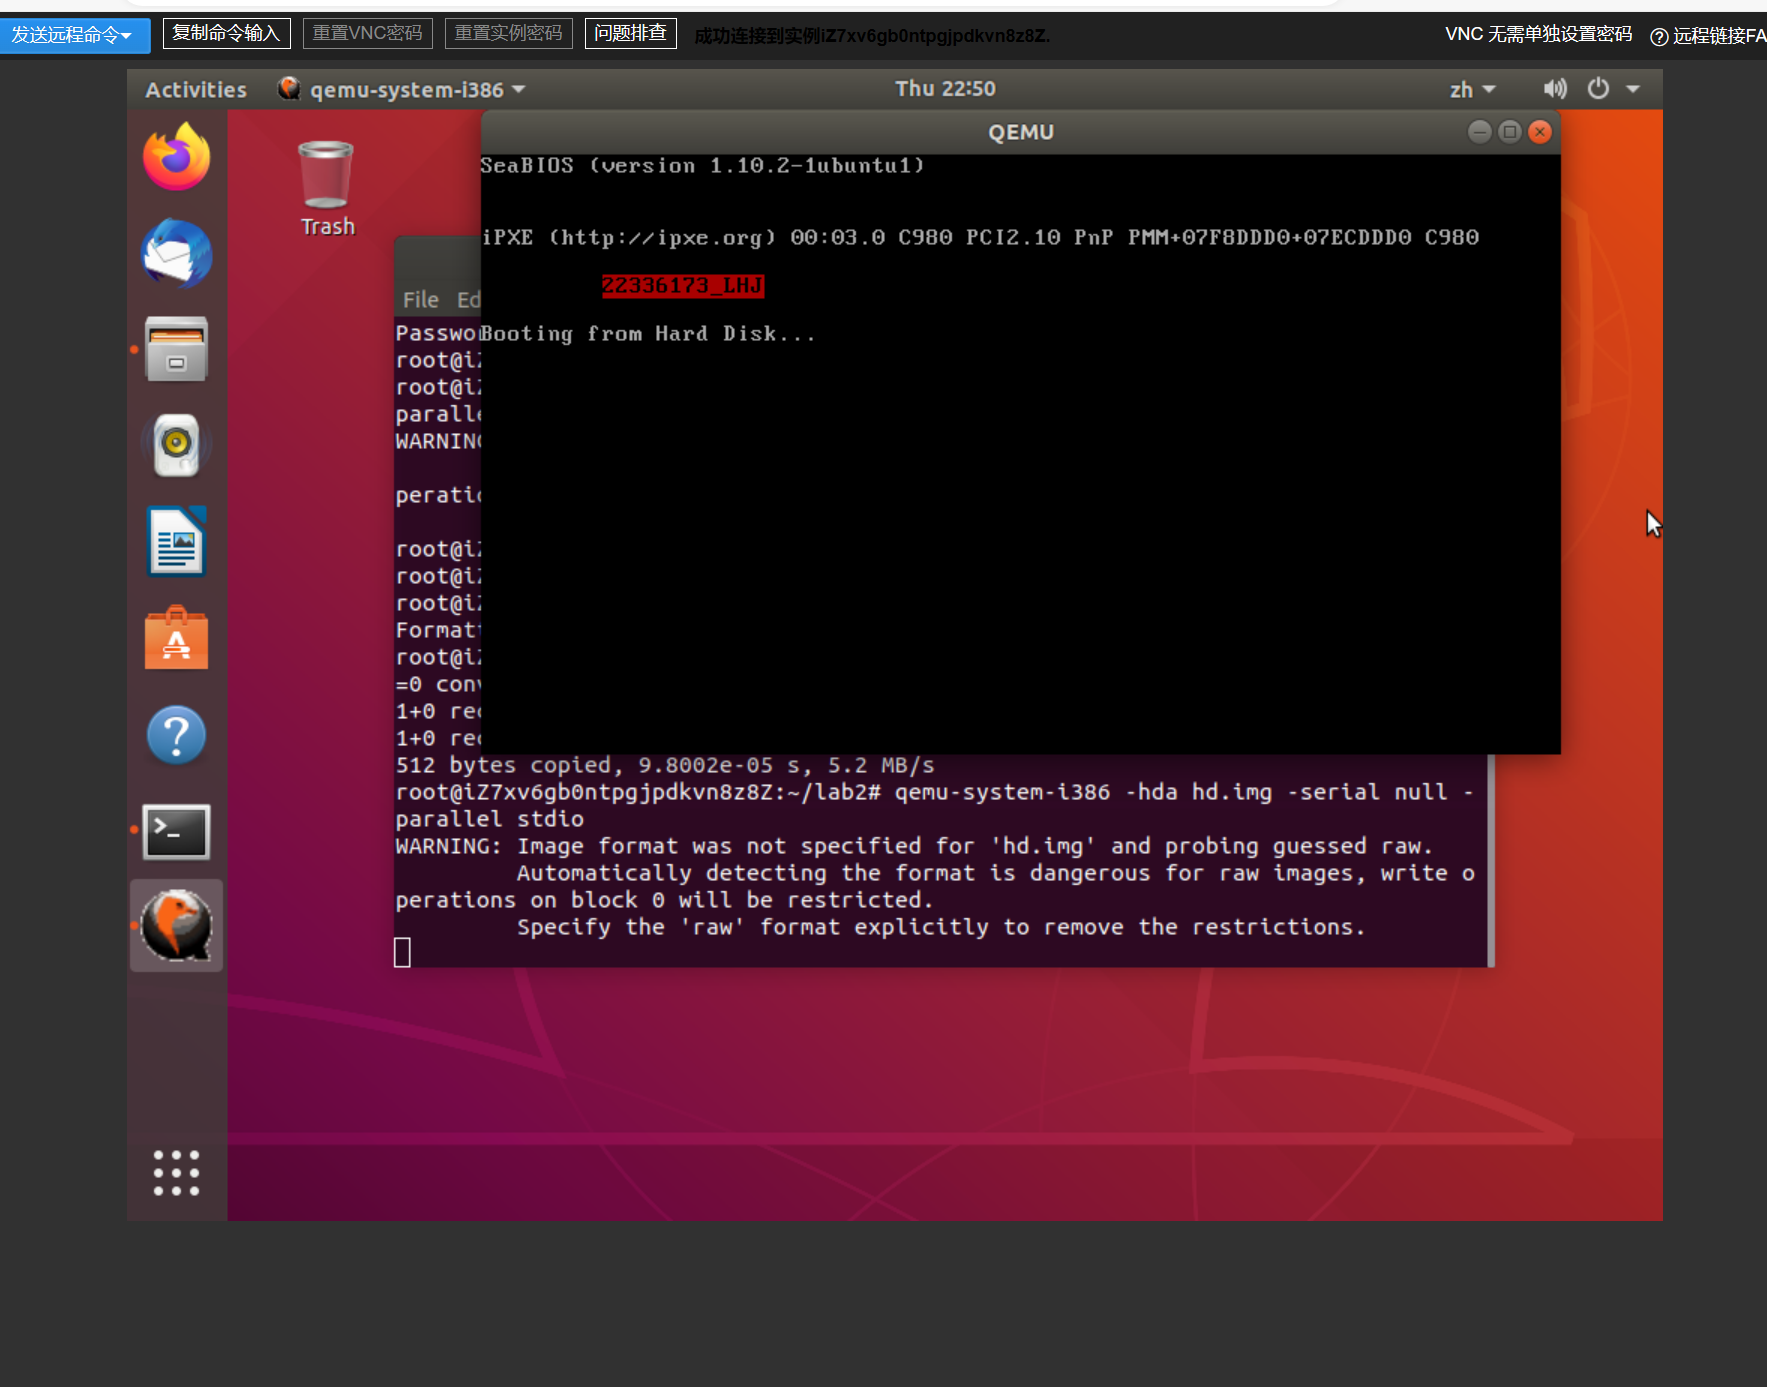 发送远程命令 复制命令输入 重置VNC密码 重置实例密码 问题排查 成功连接到实例iZ7xv6gb0ntpgjpdkvn8z8Z. VNC 无需单独设置密码 远程链接FA
Activities qemu-system-i386 Thu 22:50 zh
QEMU
Trash
SeaBIOS (version 1.10.2-1ubuntu1)
iPXE (http://ipxe.org) 00:03.0 C980 PCI2.10 PnP PMM+07F8DDD0+07ECDDD0 C980
22336173_LHJ
Booting from Hard Disk...
File Ed
Passwo
root@i
root@i
paralle
WARNING
peratio
root@i
root@i
root@i
Format
root@i
=0 conv
1+0 rec
1+0 rec
512 bytes copied, 9.8002e-05 s, 5.2 MB/s
root@iZ7xv6gb0ntpgjpdkvn8z8Z:~/lab2# qemu-system-i386 -hda hd.img -serial null -
parallel stdio
WARNING: Image format was not specified for 'hd.img' and probing guessed raw.
Automatically detecting the format is dangerous for raw images, write o
perations on block 0 will be restricted.
Specify the 'raw' format explicitly to remove the restrictions.